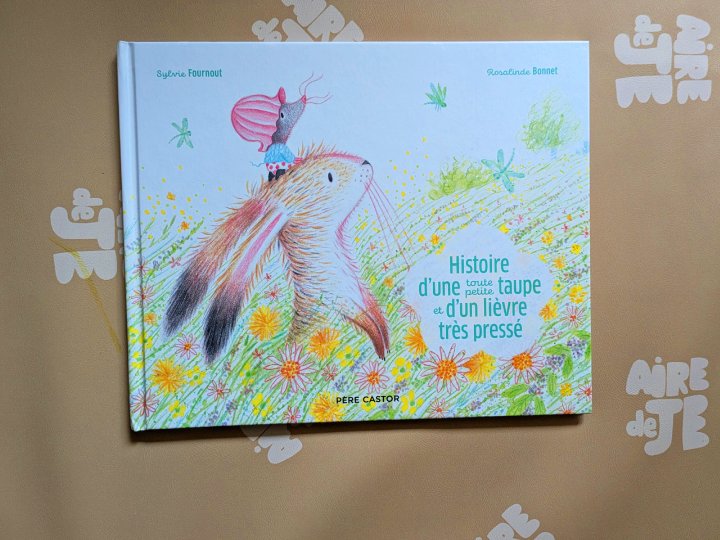 Sylvie Fournout
Rosalinde Bonnet
Histoire
d'une toute petite taupe
et d'un lièvre
très pressé
PÈRE CASTOR
AiRE
de JE
AiRE
de JE
de
JE
AiRE